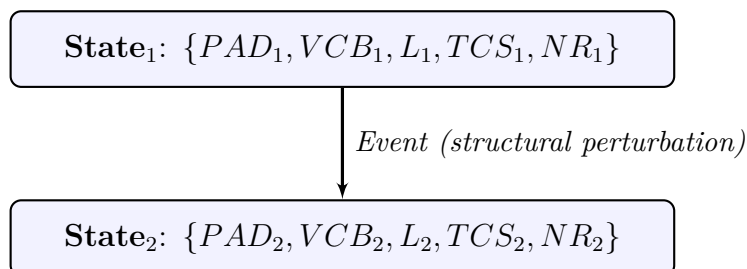 State₁: {PAD₁, VCB₁, L₁, TCS₁, NR₁}
Event (structural perturbation)
State₂: {PAD₂, VCB₂, L₂, TCS₂, NR₂}